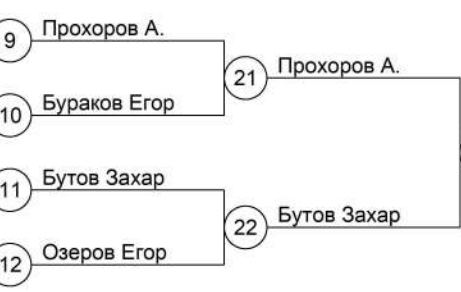 9 Прохоров А.
21 Прохоров А.
10 Бураков Егор
11 Бутов Захар
22 Бутов Захар
12 Озеров Егор